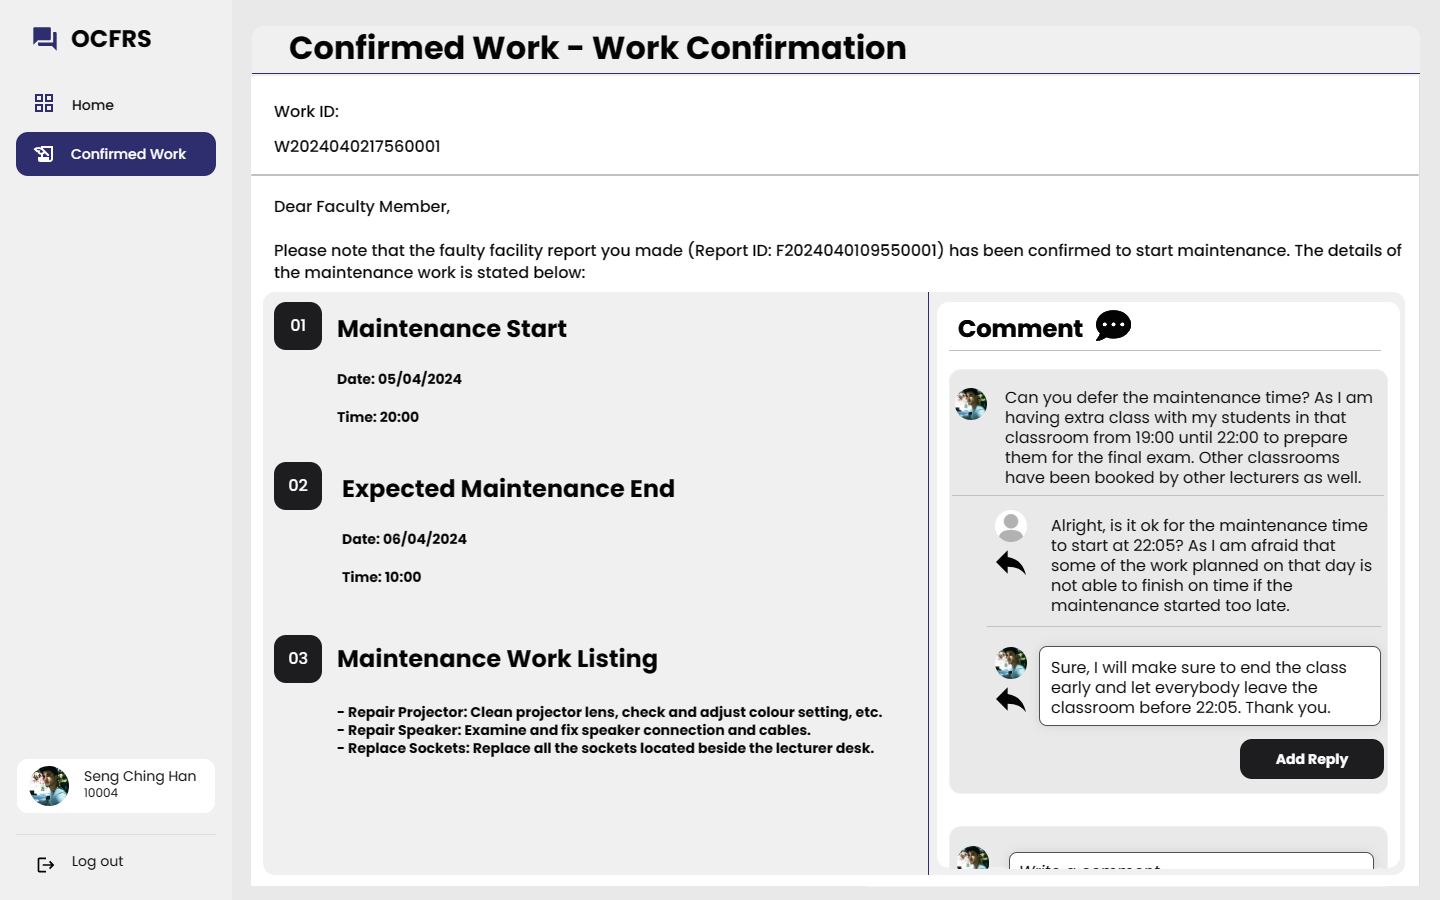 OCFRS
Home
Confirmed Work
Seng Ching Han
10004
Log out
Confirmed Work - Work Confirmation
Work ID:
W2024040217560001
Dear Faculty Member,
Please note that the faulty facility report you made (Report ID: F2024040109550001) has been confirmed to start maintenance. The details of
the maintenance work is stated below:
01
Maintenance Start
Date: 05/04/2024
Time: 20:00
02
Expected Maintenance End
Date: 06/04/2024
Time: 10:00
03
Maintenance Work Listing
- Repair Projector: Clean projector lens, check and adjust colour setting, etc.
- Repair Speaker: Examine and fix speaker connection and cables.
- Replace Sockets: Replace all the sockets located beside the lecturer desk.
Comment
Can you defer the maintenance time? As I am
having extra class with my students in that
classroom from 19:00 until 22:00 to prepare
them for the final exam. Other classrooms
have been booked by other lecturers as well.
Alright, is it ok for the maintenance time
to start at 22:05? As I am afraid that
some of the work planned on that day is
not able to finish on time if the
maintenance started too late.
Sure, I will make sure to end the class
early and let everybody leave the
classroom before 22:05. Thank you.
Add Reply
Write a comment